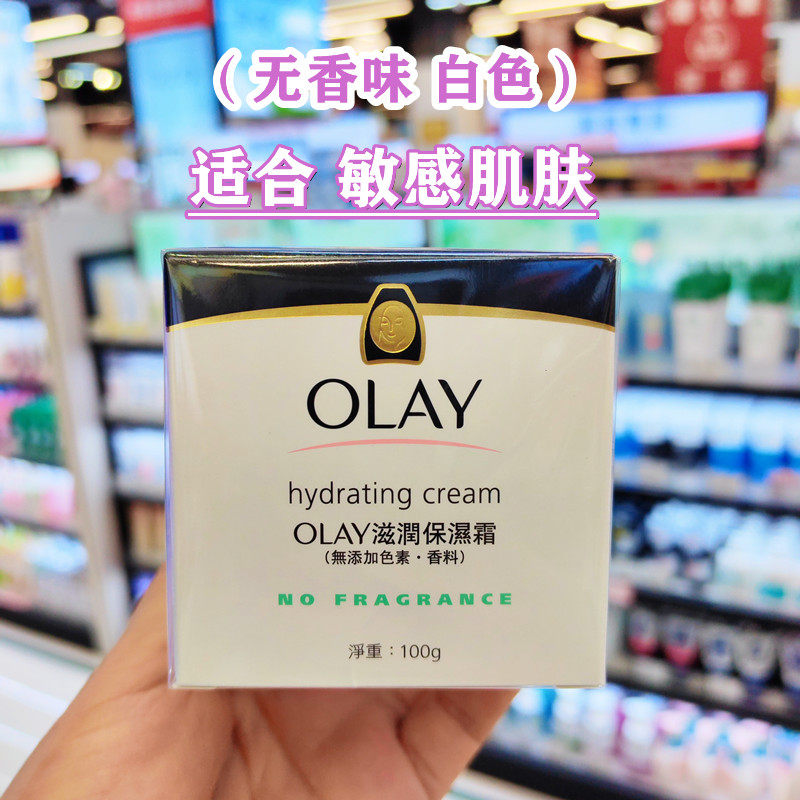 （无香味 白色）
适合 敏感肌肤
OLAY
hydrating cream
OLAY滋潤保濕霜
（無添加色素・香料）
NO FRAGRANCE
淨重：100g